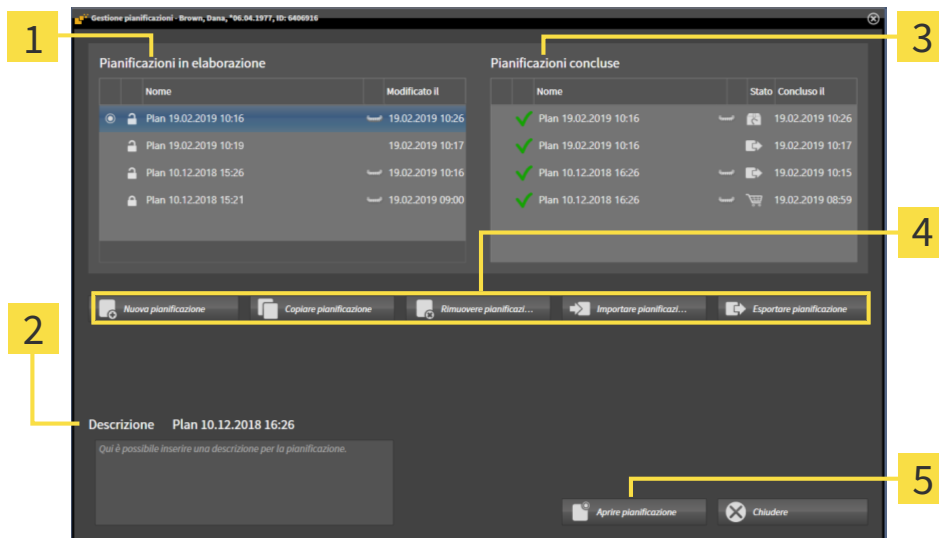 Gestione pianificazioni - Brown, Dana, *06.04.1977, ID: 6406916
1
3
Pianificazioni in elaborazione
Pianificazioni concluse
Nome Modificato il
Nome Stato Concluso il
Plan 19.02.2019 10:16 19.02.2019 10:26
Plan 19.02.2019 10:16 19.02.2019 10:26
Plan 19.02.2019 10:19 19.02.2019 10:17
Plan 19.02.2019 10:16 19.02.2019 10:17
Plan 10.12.2018 15:26 19.02.2019 10:16
Plan 10.12.2018 16:26 19.02.2019 10:15
Plan 10.12.2018 15:21 19.02.2019 09:00
Plan 10.12.2018 16:26 19.02.2019 08:59
4
Nuova pianificazione
Copiare pianificazione
Rimuovere pianificazi...
Importare pianificazi...
Esportare pianificazione
2
Descrizione Plan 10.12.2018 16:26
Qui è possibile inserire una descrizione per la pianificazione.
5
Aprire pianificazione
Chiudere